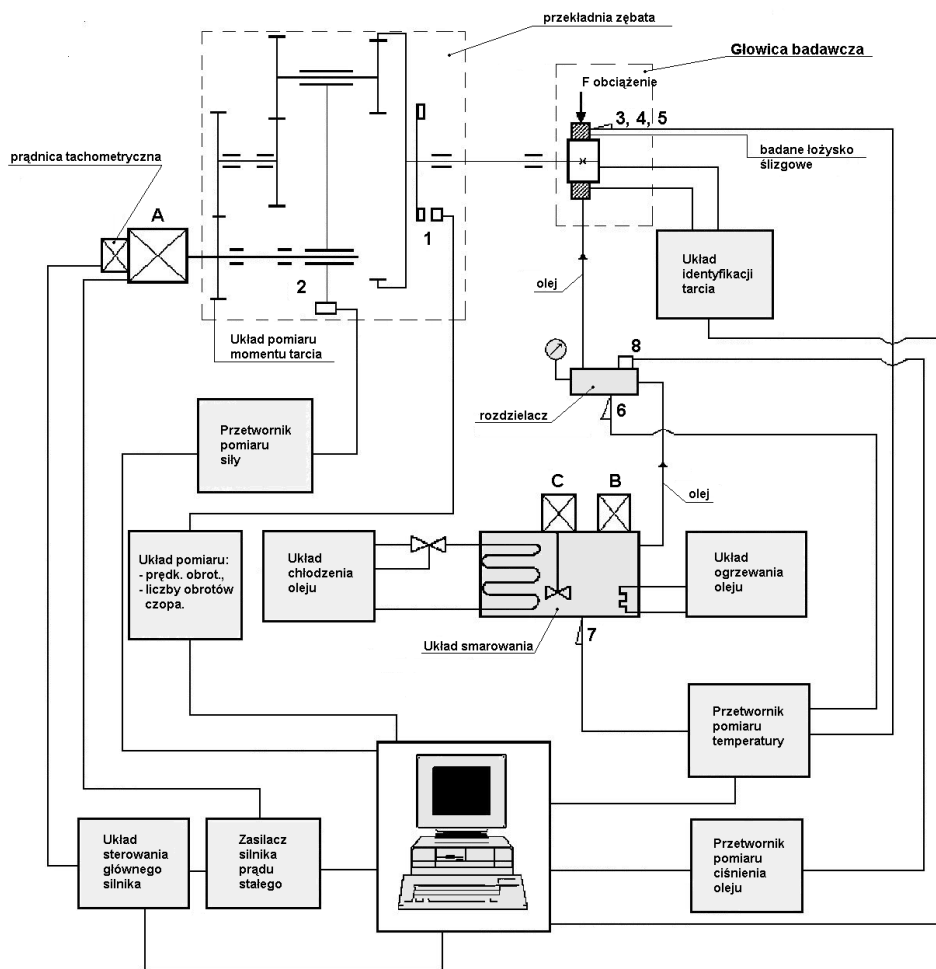 przekładnia zębata
Głowica badawcza
F obciążenie
3, 4, 5
badane łożysko
ślizgowe
prądnica tachometryczna
A
1
2
Układ
identyfikacji
tarcia
olej
Układ pomiaru
momentu tarcia
8
rozdzielacz
6
Przetwornik
pomiaru
siły
C
B
olej
Układ pomiaru:
- prędk. obrot.,
- liczby obrotów
czopa.
Układ
chłodzenia
oleju
Układ
ogrzewania
oleju
Układ smarowania
7
Przetwornik
pomiaru
temperatury
Układ
sterowania
głównego
silnika
Zasilacz
silnika
prądu
stałego
Przetwornik
pomiaru
ciśnienia
oleju